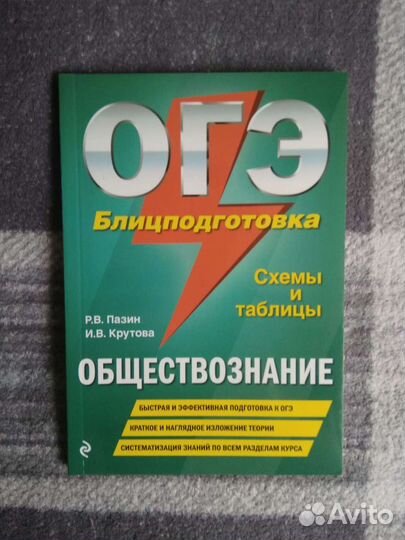 ОГЭ
Блицподготовка
Схемы
и
таблицы
Р.В. Пазин
И.В. Крутова
ОБЩЕСТВОЗНАНИЕ
БЫСТРАЯ И ЭФФЕКТИВНАЯ ПОДГОТОВКА К ОГЭ
КРАТКОЕ И НАГЛЯДНОЕ ИЗЛОЖЕНИЕ ТЕОРИИ
СИСТЕМАТИЗАЦИЯ ЗНАНИЙ ПО ВСЕМ РАЗДЕЛАМ КУРСА
Avito